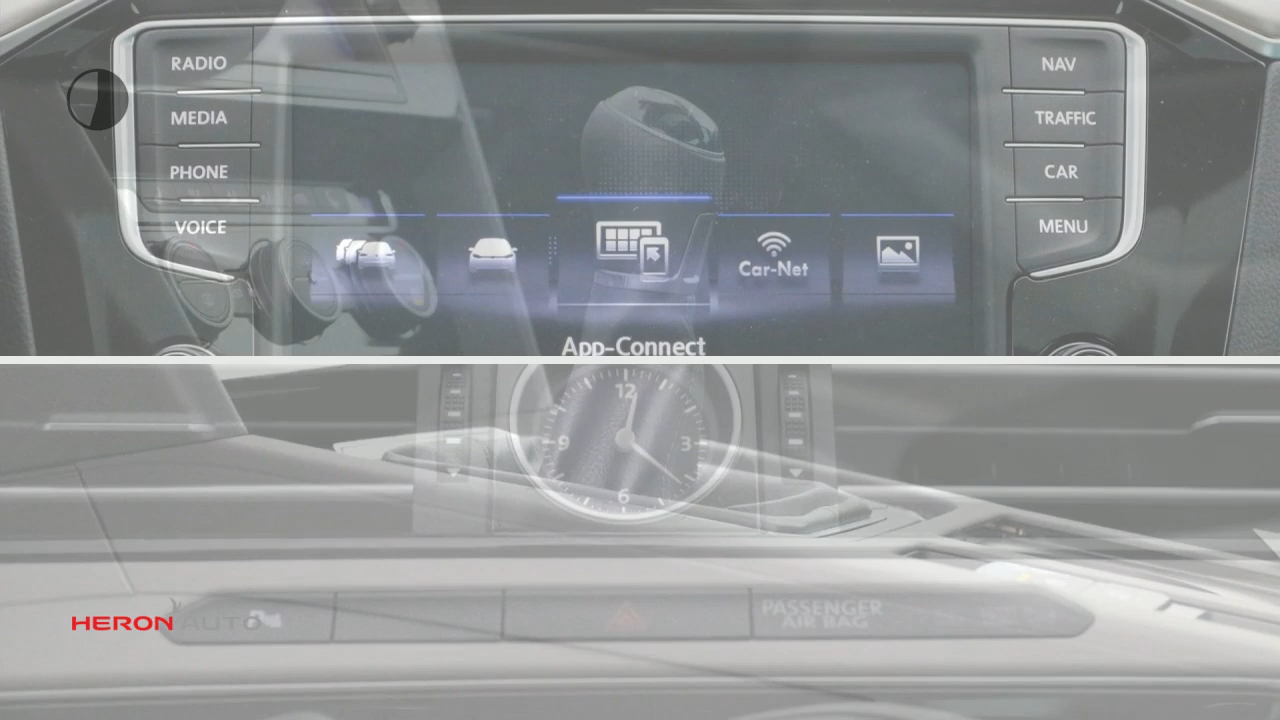 RADIO
MEDIA
PHONE
VOICE
NAV
TRAFFIC
CAR
MENU
Car-Net
App-Connect
12
9
3
6
PASSENGER
AIR BAG
HERON AUTO